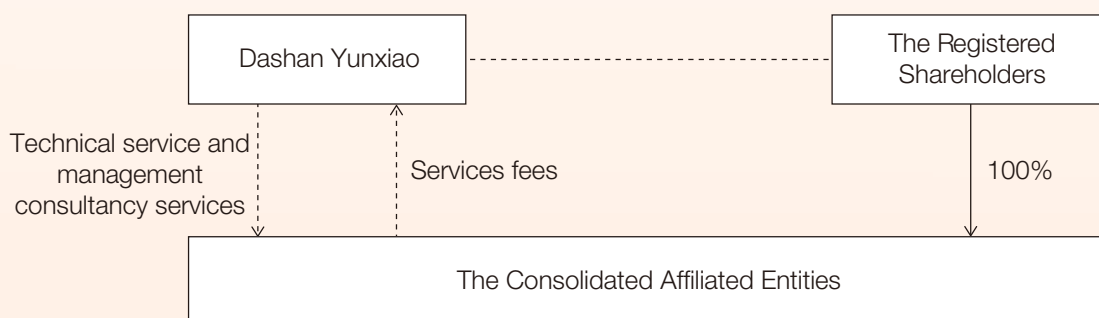 Dashan Yunxiao
The Registered
Shareholders
Technical service and
management
consultancy services
Services fees
100%
The Consolidated Affiliated Entities